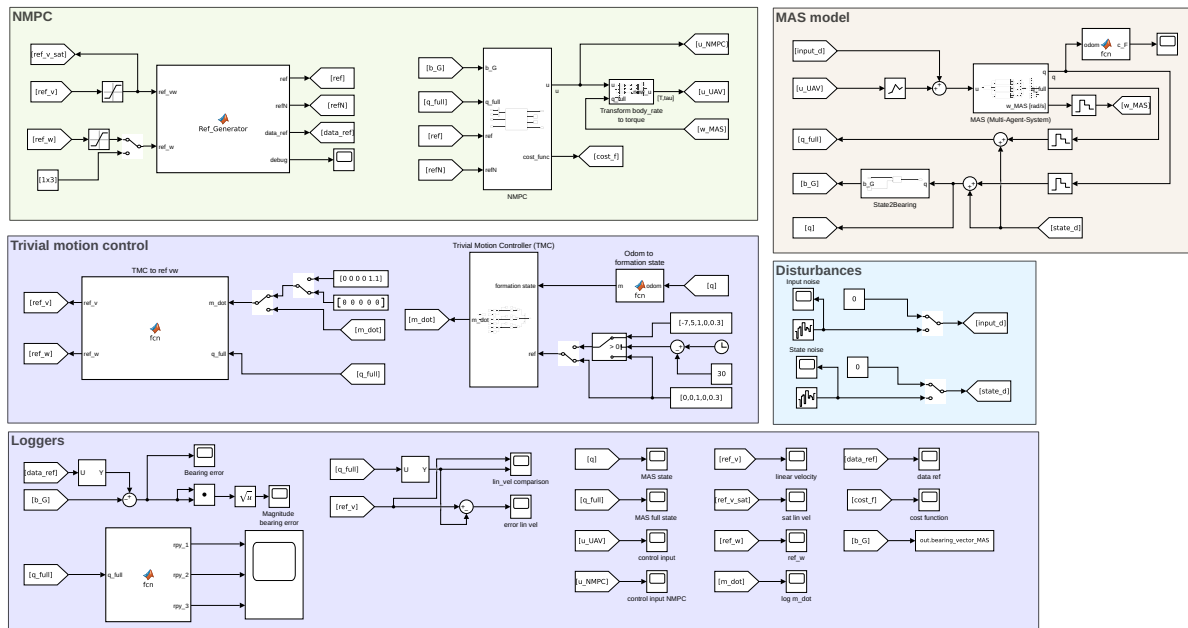 NMPC
[ref_v_sat]
[ref_v]
[ref_w]
[1x3]
ref_vw
ref_w
Ref_Generator
ref
refN
data_ref
debug
[ref]
[refN]
[data_ref]
[b_G]
[q_full]
[ref]
[refN]
b_G
q_full
ref
refN
u
cost_func
NMPC
u
[u_NMPC]
u
q_full
Transform body_rate
to torque
[T,tau]
[u_UAV]
[w_MAS]
[cost_f]
MAS model
[input_d]
[u_UAV]
[q_full]
[b_G]
[q]
u
q
q_full
w_MAS [rad/s]
MAS (Multi-Agent-System)
q
odom
fcn
c_F
[w_MAS]
b_G
q
State2Bearing
[state_d]
Trivial motion control
TMC to ref vw
[ref_v]
[ref_w]
ref_v
ref_w
fcn
m_dot
q_full
[0 0 0 0 1.1]
[0 0 0 0 0]
[m_dot]
[q_full]
Trivial Motion Controller (TMC)
[m_dot]
m_dot
formation state
ref
Odom to
formation state
m
odom
fcn
[q]
[-7,5,1,0,0.3]
30
[0,0,1,0,0.3]
Disturbances
Input noise
0
[input_d]
State noise
0
[state_d]
Loggers
[data_ref]
U
Y
[b_G]
Bearing error
√u
Magnitude
bearing error
[q_full]
q_full
fcn
rpy_1
rpy_2
rpy_3
[q_full]
U
Y
[ref_v]
lin_vel comparison
error lin vel
[q]
MAS state
[q_full]
MAS full state
[u_UAV]
control input
[u_NMPC]
control input NMPC
[ref_v]
linear velocity
[ref_v_sat]
sat lin vel
[ref_w]
ref_w
[m_dot]
log m_dot
[data_ref]
data ref
[cost_f]
cost function
[b_G]
out.bearing_vector_MAS